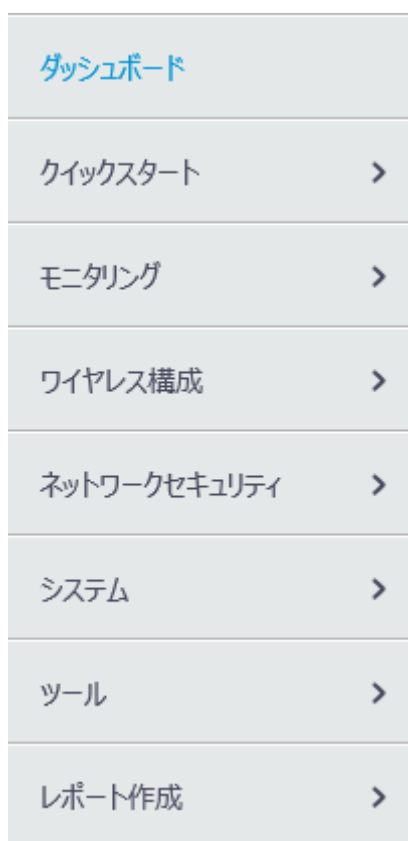 ダッシュボード
クイックスタート
モニタリング
ワイヤレス構成
ネットワークセキュリティ
システム
ツール
レポート作成